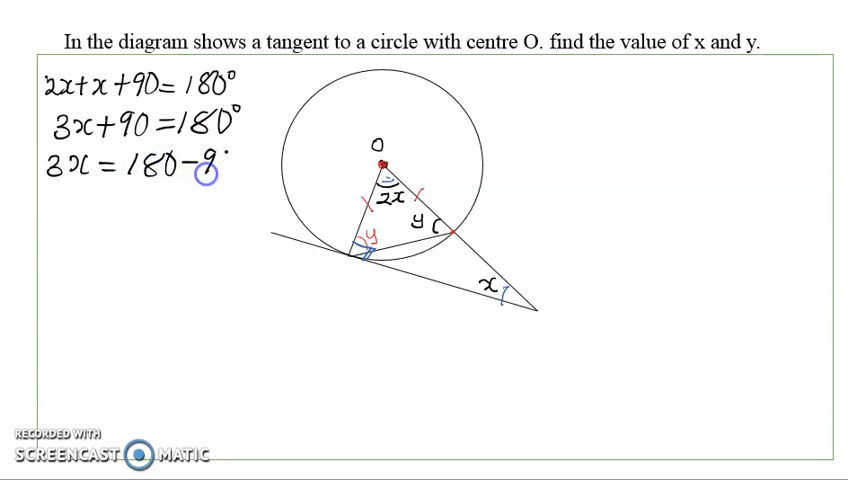 In the diagram shows a tangent to a circle with centre O. find the value of x and y.
2x+x+90=180°
3x+90=180°
3x=180-9
O
2x
y
y
x
RECORDED WITH
SCREENCAST MATIC